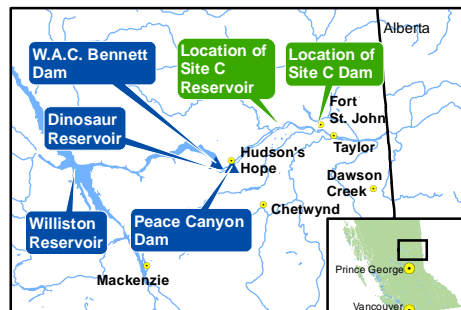 Alberta
W.A.C. Bennett
Dam
Location of
Site C
Reservoir
Location of
Site C Dam
Fort
St. John
Dinosaur
Reservoir
Taylor
Hudson's
Hope
Dawson
Creek
Williston
Reservoir
Peace Canyon
Dam
Chetwynd
Mackenzie
Prince George
Vancouver